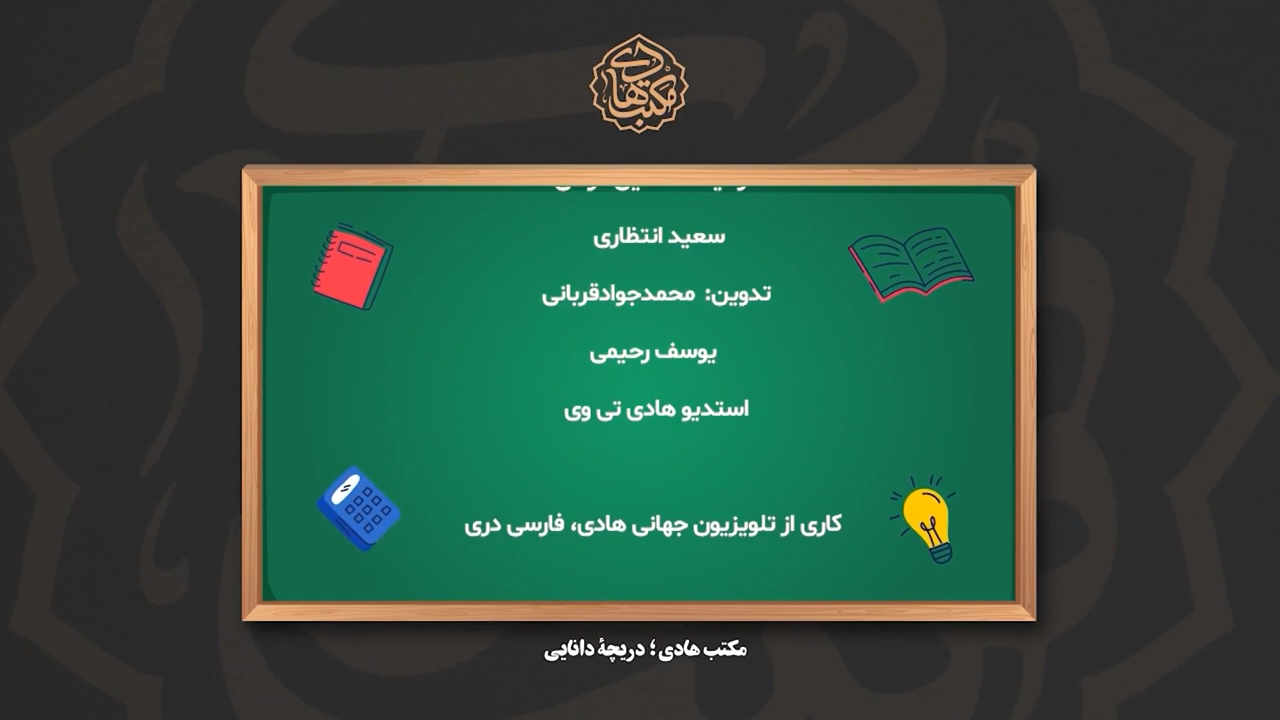 مکتب هادی
سعید انتظاری
تدوین: محمدجوادقربانی
یوسف رحیمی
استدیو هادی تی وی
کاری از تلویزیون جهانی هادی، فارسی دری
مکتب هادی؛ دریچهٔ دانایی